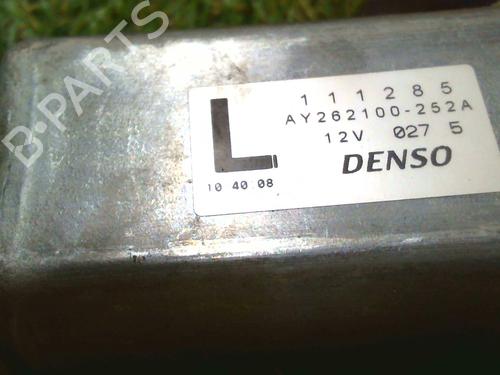 B-PARTS
L
111285
AY262100-252A
12V 027 5
DENSO
10 40 08